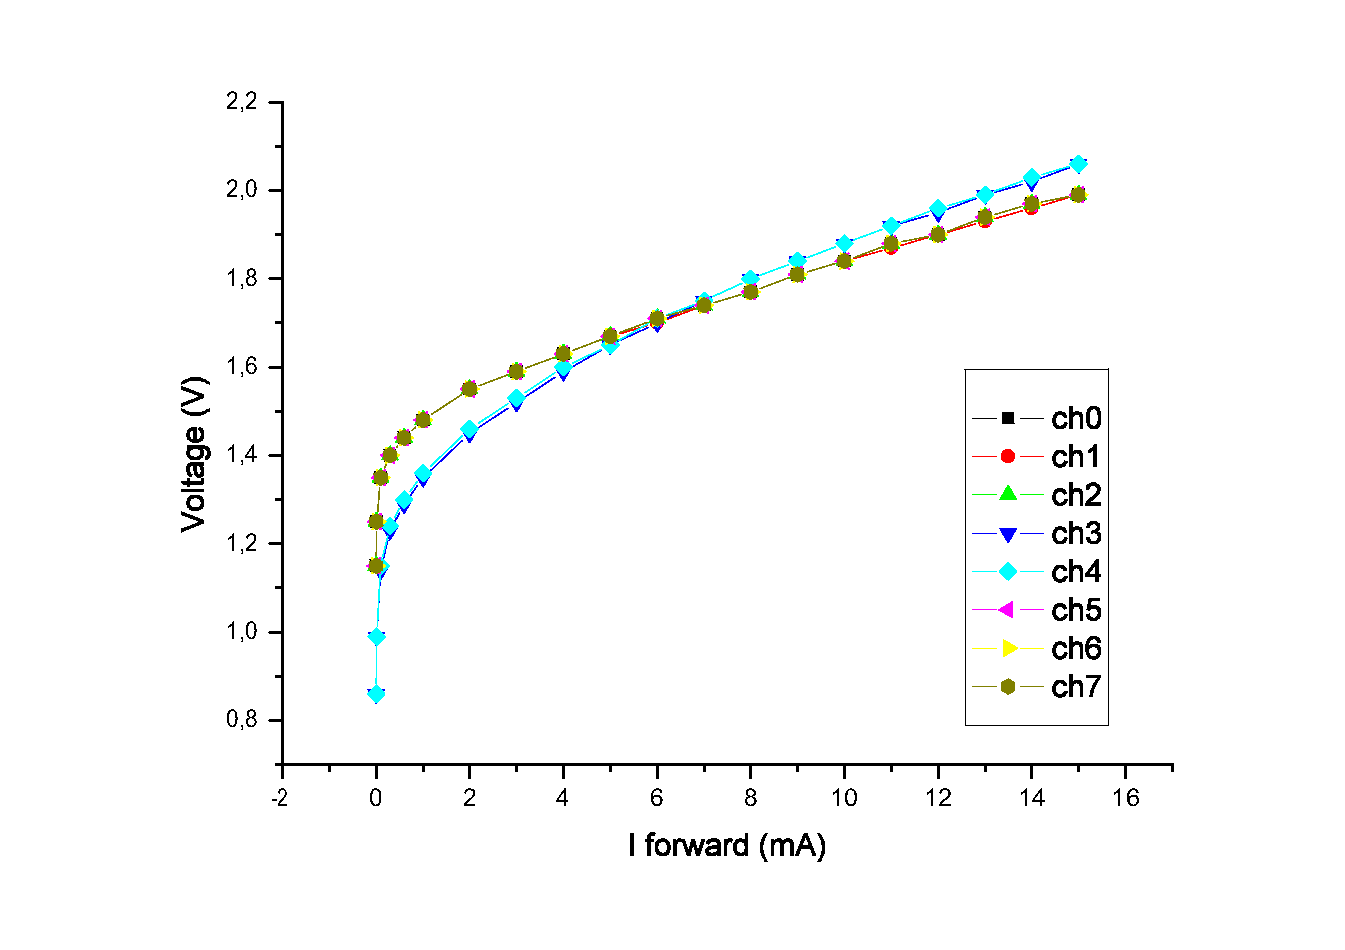 2,2
2,0
1,8
1,6
1,4
1,2
1,0
0,8
Voltage (V)
-2 0 2 4 6 8 10 12 14 16
I forward (mA)
ch0
ch1
ch2
ch3
ch4
ch5
ch6
ch7